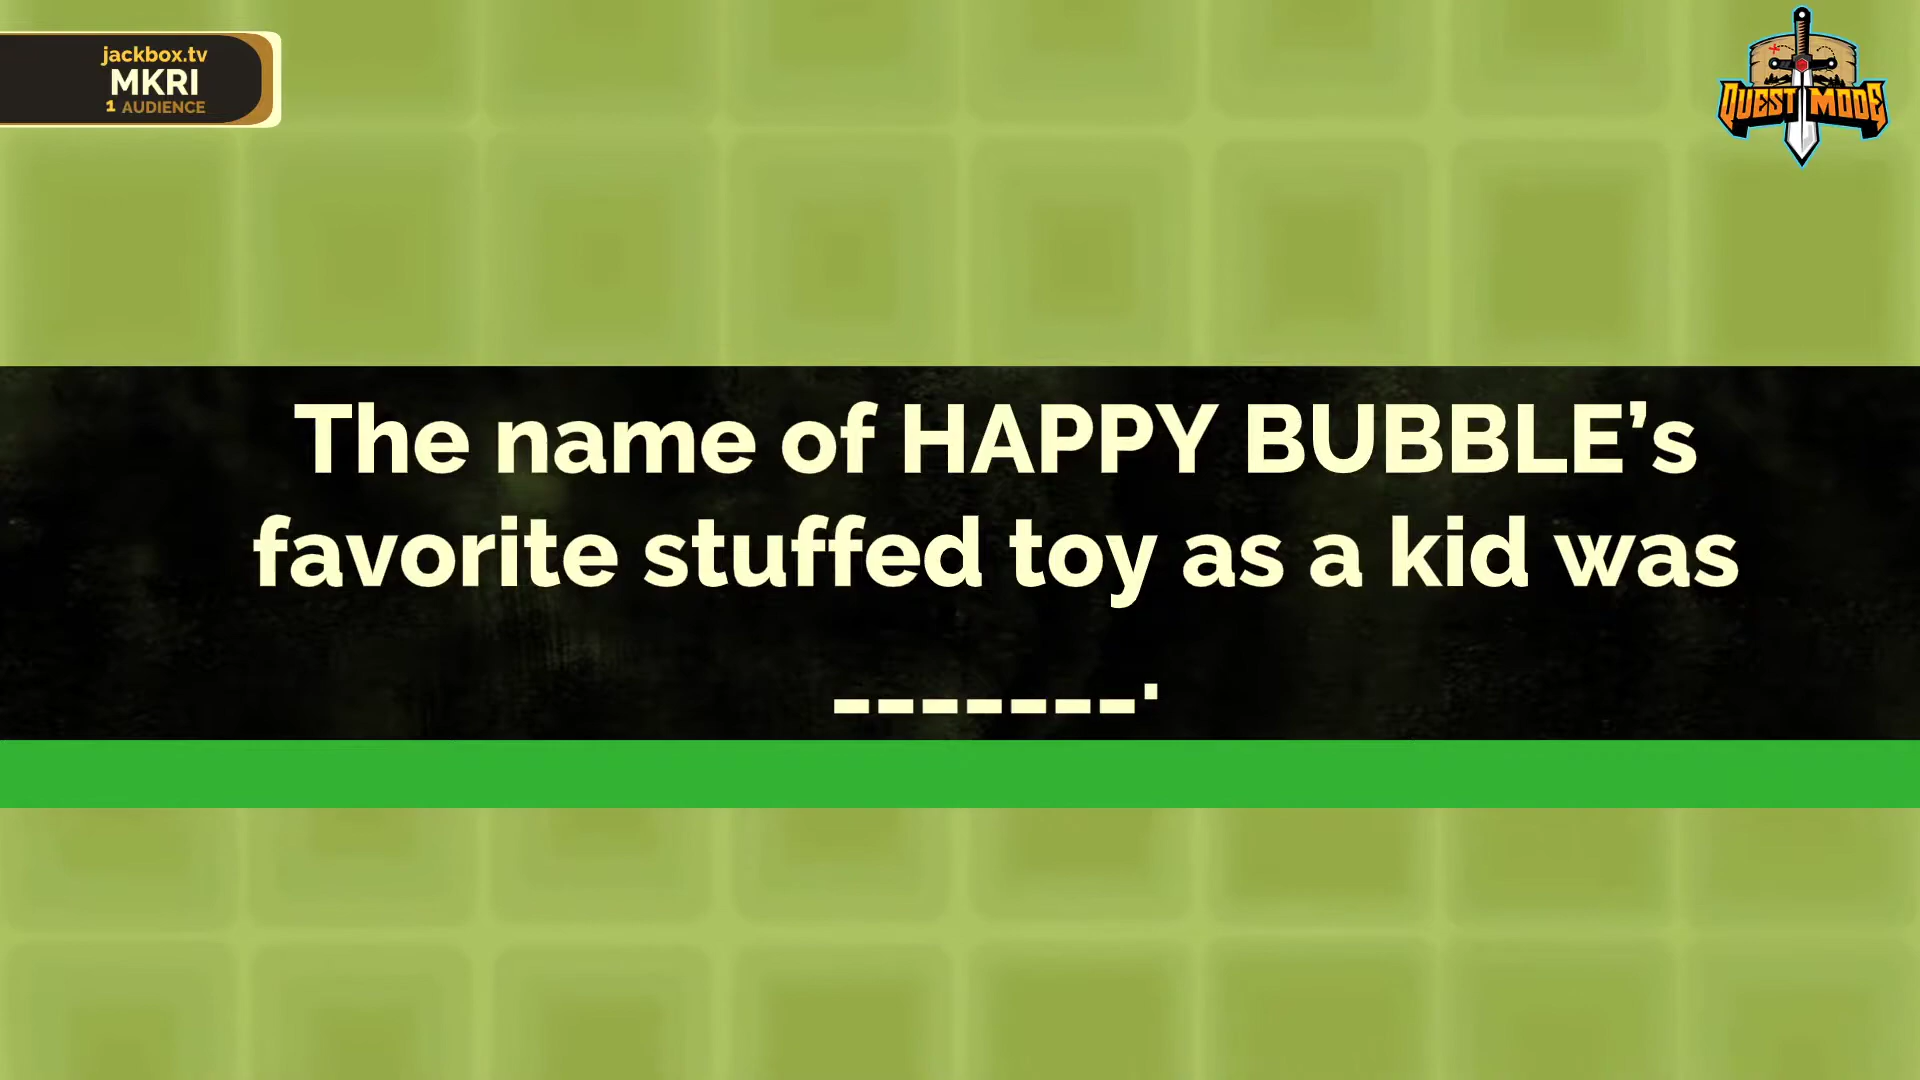 jackbox.tv
MKRI
1 AUDIENCE
QUEST MODE
The name of HAPPY BUBBLE’s
favorite stuffed toy as a kid was
_______.